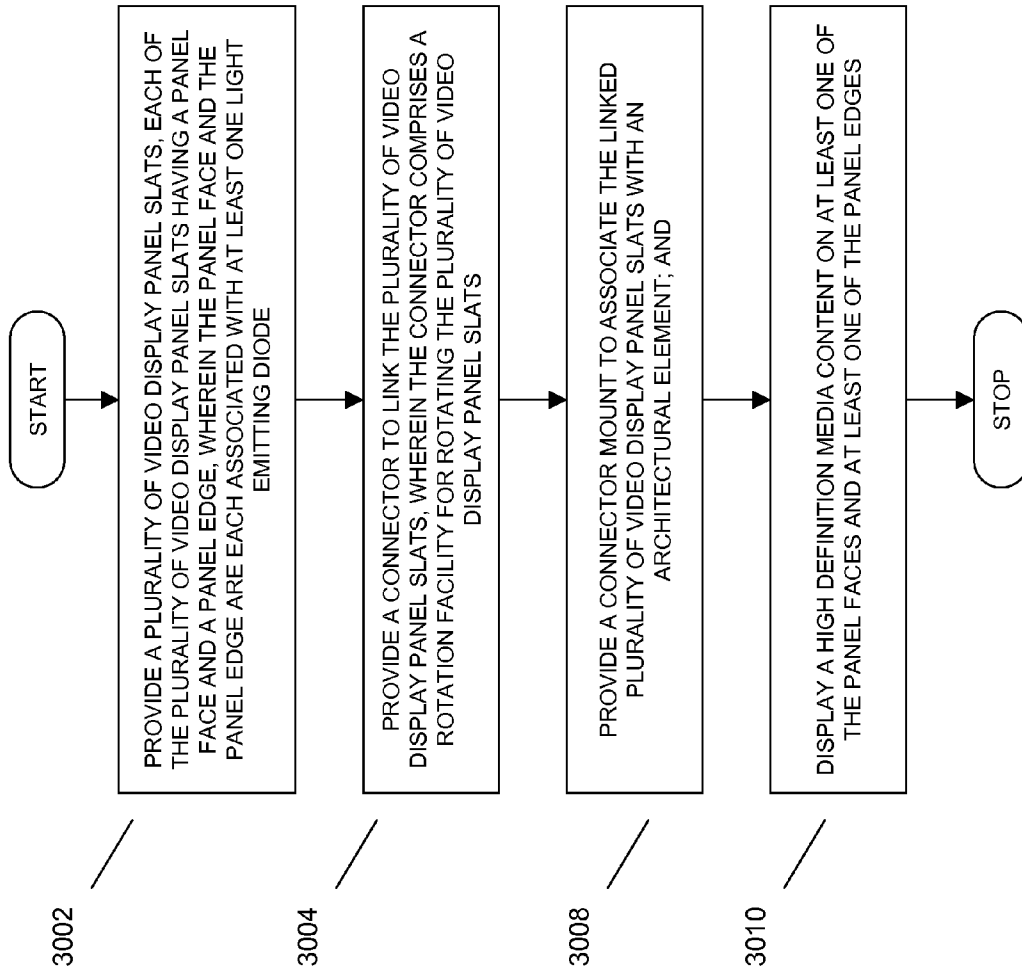 START
3002
PROVIDE A PLURALITY OF VIDEO DISPLAY PANEL SLATS, EACH OF
THE PLURALITY OF VIDEO DISPLAY PANEL SLATS HAVING A PANEL
FACE AND A PANEL EDGE, WHEREIN THE PANEL FACE AND THE
PANEL EDGE ARE EACH ASSOCIATED WITH AT LEAST ONE LIGHT
EMITTING DIODE
3004
PROVIDE A CONNECTOR TO LINK THE PLURALITY OF VIDEO
DISPLAY PANEL SLATS, WHEREIN THE CONNECTOR COMPRISES A
ROTATION FACILITY FOR ROTATING THE PLURALITY OF VIDEO
DISPLAY PANEL SLATS
3008
PROVIDE A CONNECTOR MOUNT TO ASSOCIATE THE LINKED
PLURALITY OF VIDEO DISPLAY PANEL SLATS WITH AN
ARCHITECTURAL ELEMENT; AND
3010
DISPLAY A HIGH DEFINITION MEDIA CONTENT ON AT LEAST ONE OF
THE PANEL FACES AND AT LEAST ONE OF THE PANEL EDGES
STOP